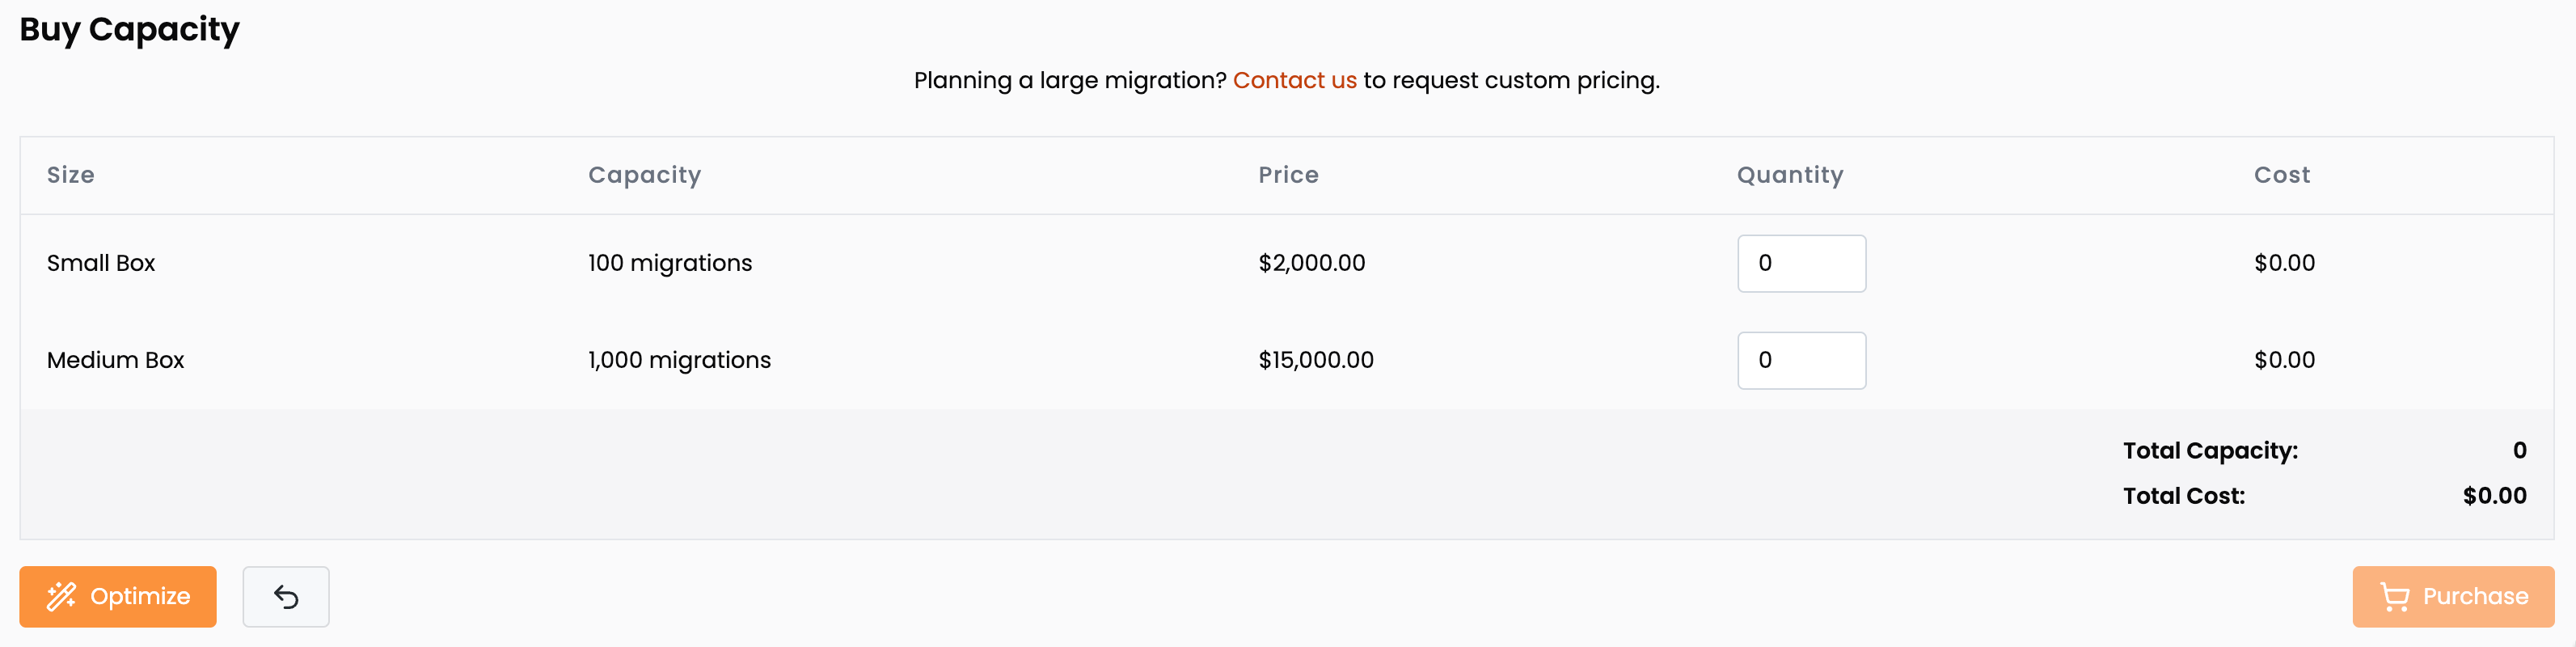 Buy Capacity
Planning a large migration? Contact us to request custom pricing.
Size Capacity Price Quantity Cost
Small Box 100 migrations $2,000.00 0 $0.00
Medium Box 1,000 migrations $15,000.00 0 $0.00
Total Capacity: 0
Total Cost: $0.00
Optimize Purchase